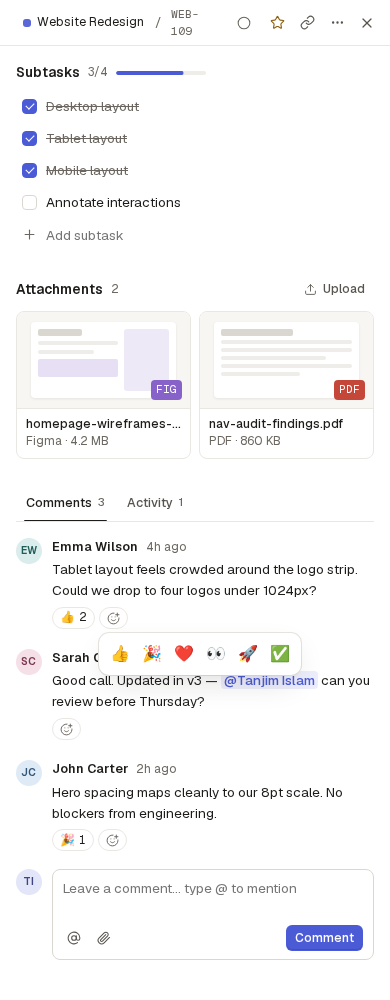 Website Redesign / WEB-
109
Subtasks 3/4
Desktop layout
Tablet layout
Mobile layout
Annotate interactions
Add subtask
Attachments 2 Upload
FIG
PDF
homepage-wireframes-...
Figma · 4.2 MB
nav-audit-findings.pdf
PDF · 860 KB
Comments 3 Activity 1
EW Emma Wilson 4h ago
Tablet layout feels crowded around the logo strip.
Could we drop to four logos under 1024px?
👍 2
SC Sarah
Good call. Updated in v3 — @Tanjim Islam can you
review before Thursday?
JC John Carter 2h ago
Hero spacing maps cleanly to our 8pt scale. No
blockers from engineering.
🎉 1
TI Leave a comment... type @ to mention
Comment